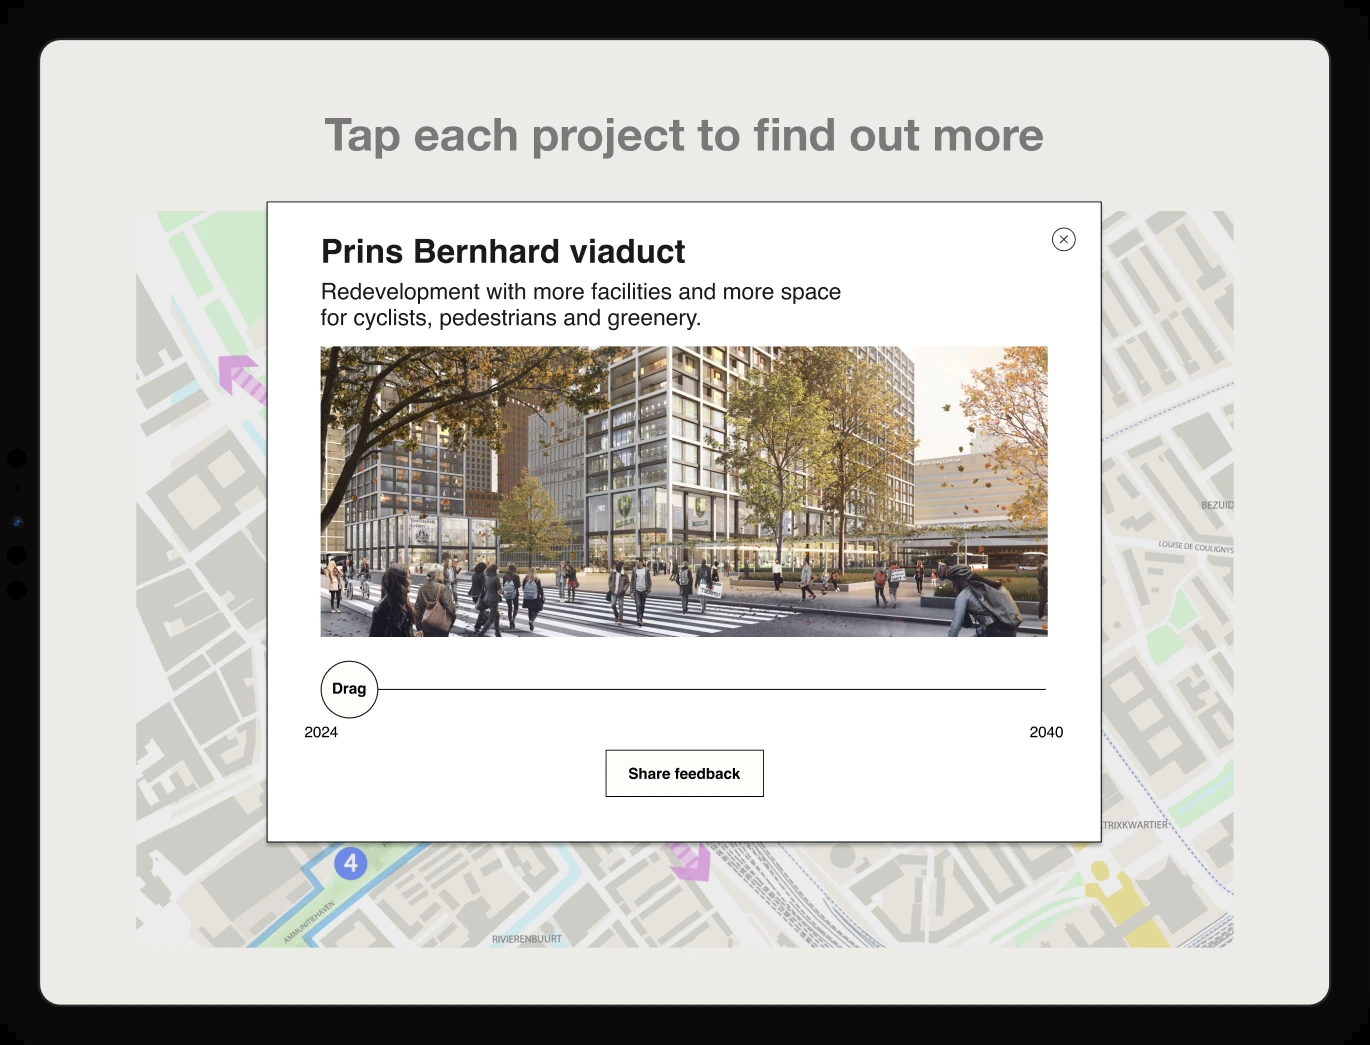 Tap each project to find out more
Prins Bernhard viaduct
Redevelopment with more facilities and more space
for cyclists, pedestrians and greenery.
Drag
2024
2040
Share feedback
BEZUID
LOUISE DE COULIGNYS
TRIXKWARTIER
4
AMMUNITIEHAVEN
RIVIERENBUURT